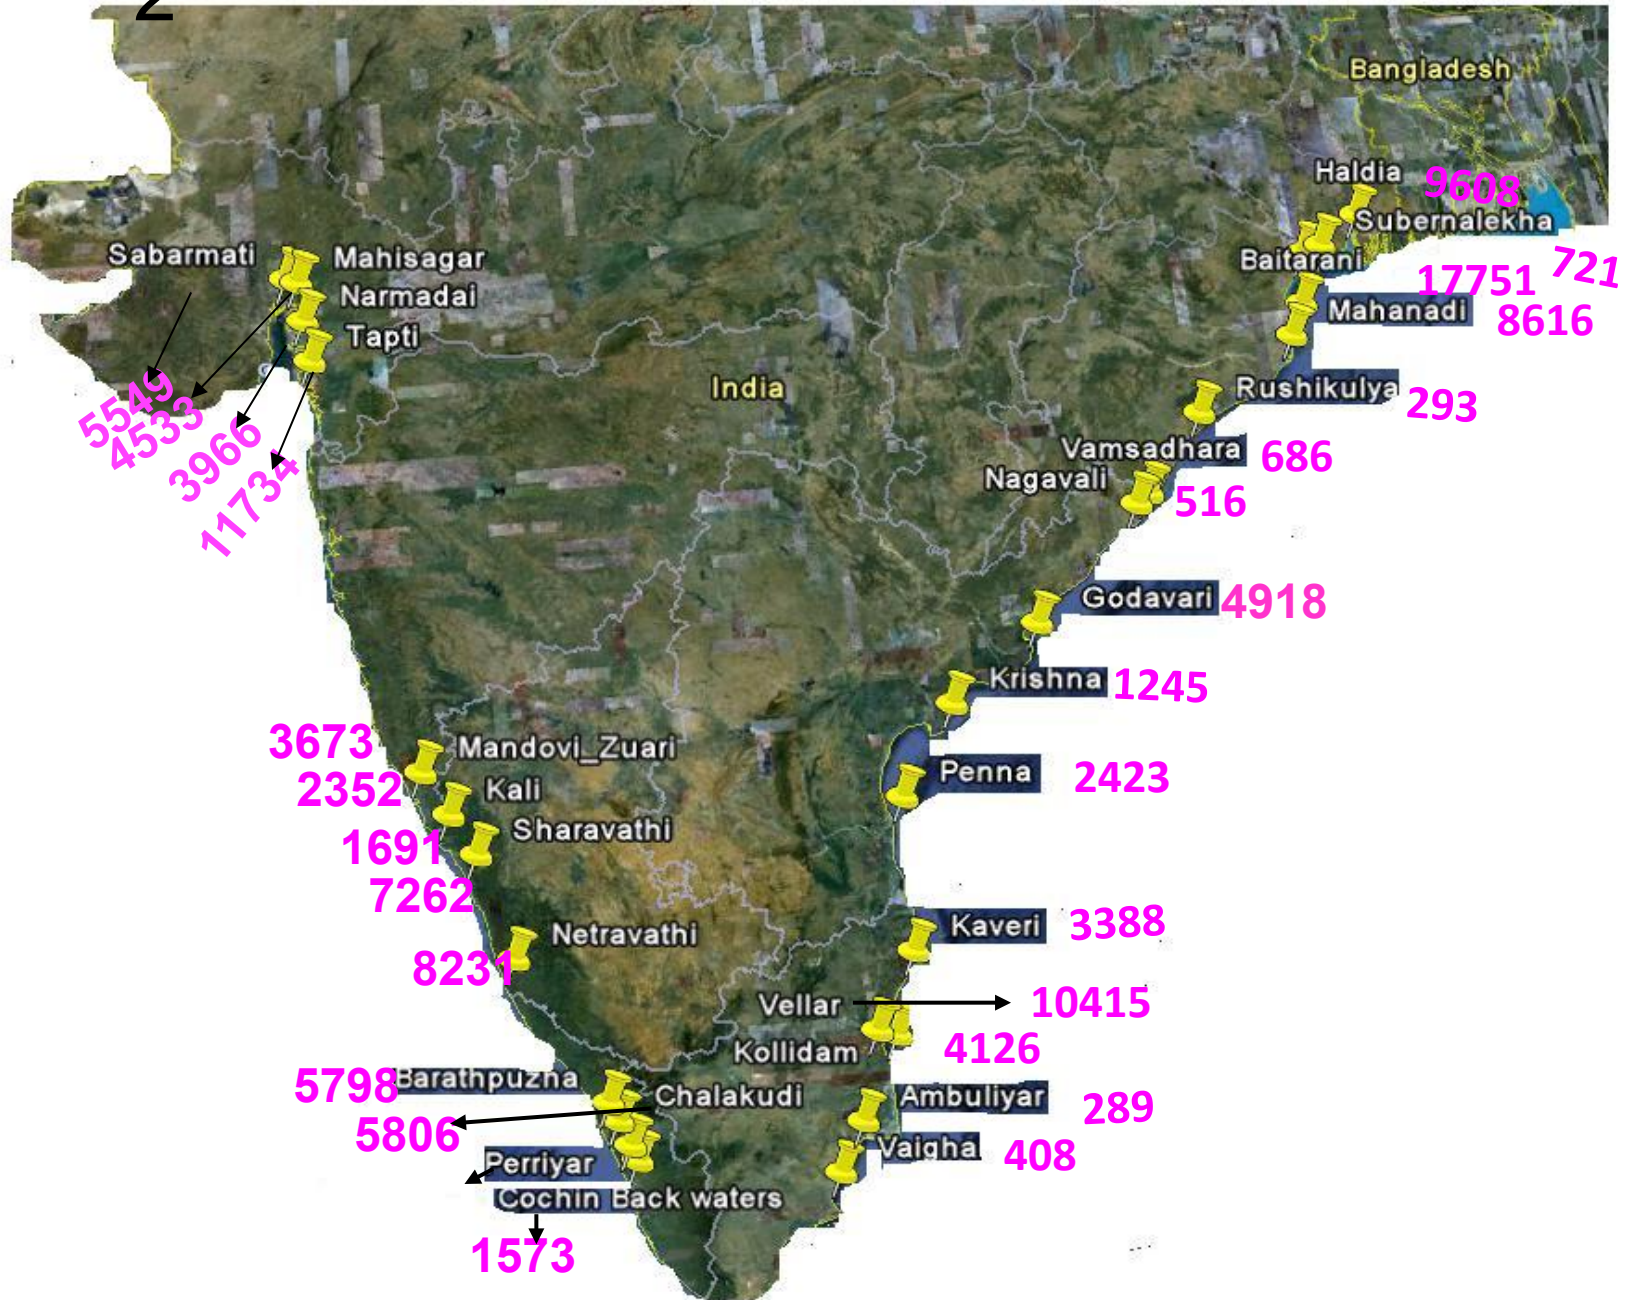 2
Bangladesh
Haldia 9608
Subernalekha 721
Baitarani 17751
Mahanadi 8616
Rushikulya 293
Vamsadhara 686
Nagavali 516
Godavari 4918
Krishna 1245
Penna 2423
Kaveri 3388
Vellar 10415
Kollidam 4126
Ambuliyar 289
Vaigha 408
India
Sabarmati
Mahisagar
Narmadai
Tapti
5549
4533
3966
11734
3673 Mandovi_Zuari
2352 Kali
1691 Sharavathi
7262
Netravathi
8231
5798 Barathpuzna
Chalakudi
5806
Perriyar
Cochin Back waters
1573